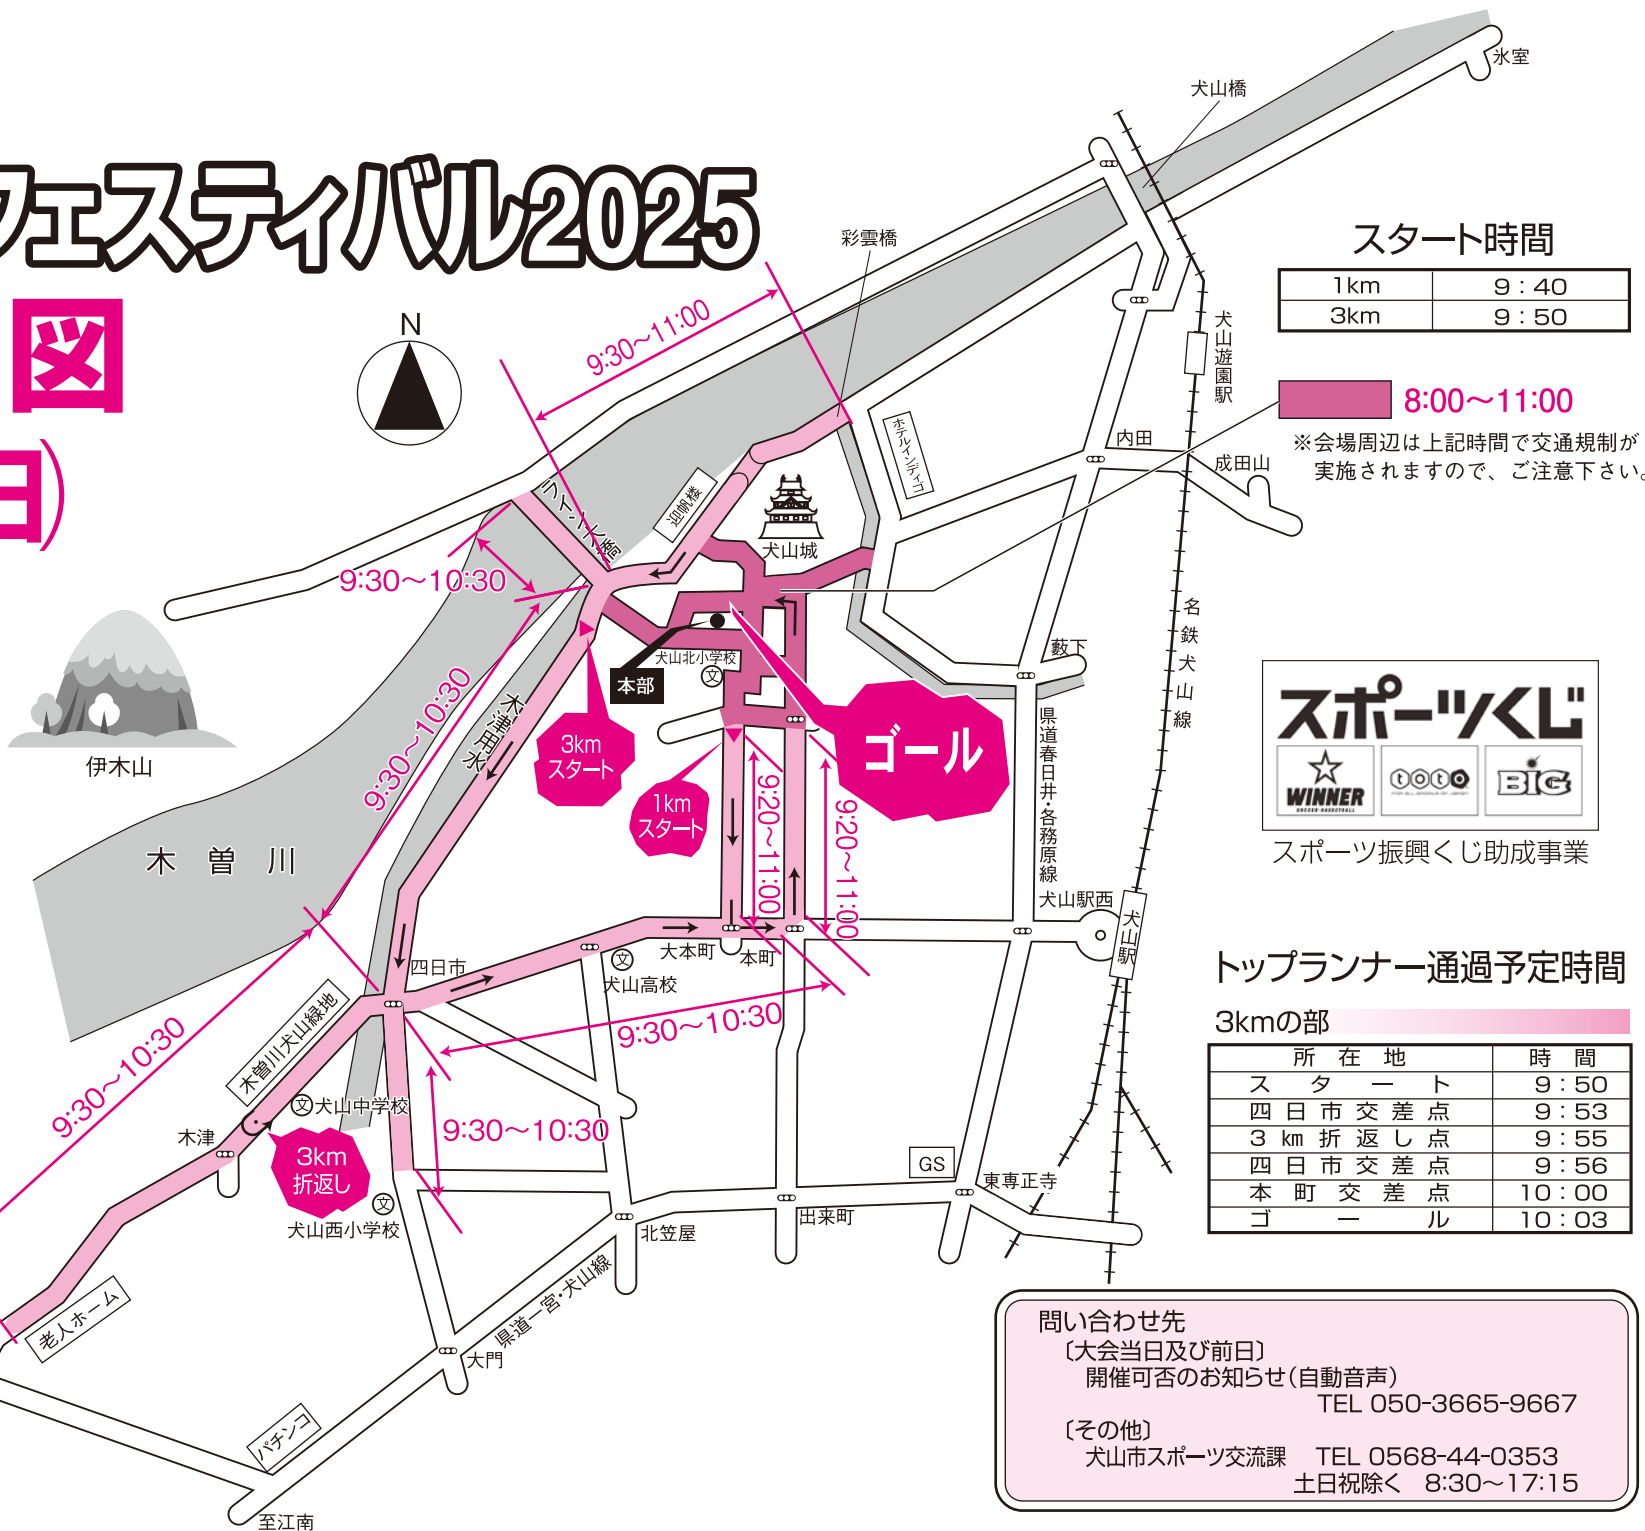 フェスティバル2025
図
日)
N
氷室
犬山橋
彩雲橋
9:30〜11:00
スタート時間
1km 9：40
3km 9：50
8:00〜11:00
※会場周辺は上記時間で交通規制が
実施されますので、ご注意下さい。
犬山遊園駅
内田
成田山
ホテルインディゴ
迎帆楼
犬山城
ライン大橋
9:30〜10:30
名鉄犬山線
藪下
犬山北小学校
文
本部
伊木山
9:30〜10:30
木津用水
3km
スタート
1km
スタート
ゴール
9:20〜11:00
9:20〜11:00
県道春日井・各務原線
スポーツくじ
WINNER
SOCCER・BASKETBALL
toto
FOR ALL SPORTS OF JAPAN
BIG
スポーツ振興くじ助成事業
木曽川
犬山駅西
犬山駅
四日市
大本町
本町
文
犬山高校
9:30〜10:30
9:30〜10:30
木曽川犬山緑地
文
犬山中学校
9:30〜10:30
木津
3km
折返し
文
犬山西小学校
GS
東専正寺
出来町
北笠屋
県道一宮・犬山線
大門
老人ホーム
パチンコ
至江南
トップランナー通過予定時間
3kmの部
所在地 時間
スタート 9：50
四日市交差点 9：53
3㎞折返し点 9：55
四日市交差点 9：56
本町交差点 10：00
ゴール 10：03
問い合わせ先
〔大会当日及び前日〕
開催可否のお知らせ(自動音声)
TEL 050-3665-9667
〔その他〕
犬山市スポーツ交流課 TEL 0568-44-0353
土日祝除く 8:30〜17:15